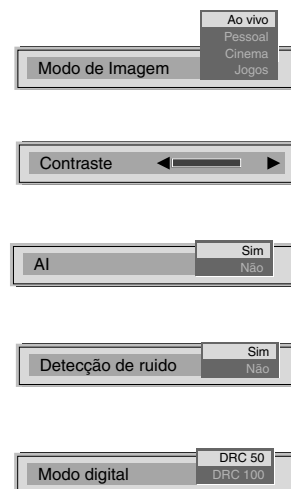 Ao vivo
Pessoal
Cinema
Modo de Imagem
Jogos
Contraste
Sim
AI
Não
Sim
Detecção de ruido
Não
DRC 50
Modo digital
DRC 100